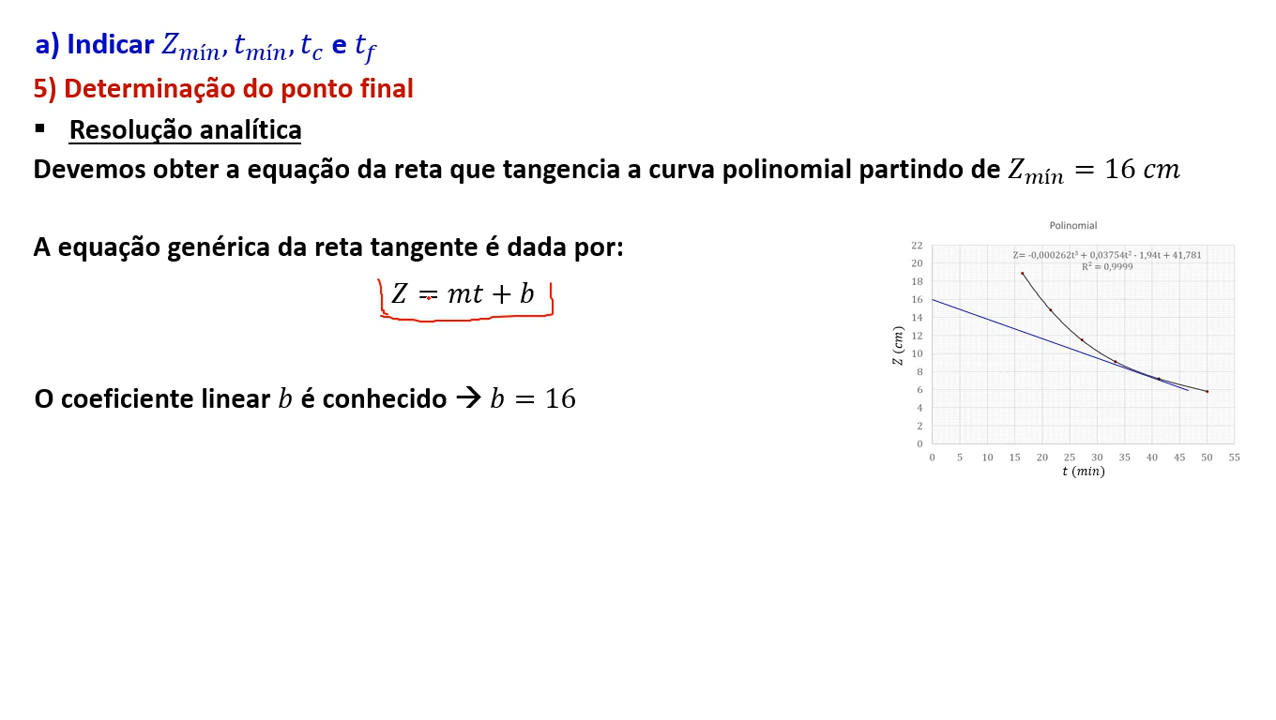 a) Indicar Z_mín, t_mín, t_c e t_f
5) Determinação do ponto final
▪ Resolução analítica
Devemos obter a equação da reta que tangencia a curva polinomial partindo de Z_mín = 16 cm
A equação genérica da reta tangente é dada por:
Z = mt + b
O coeficiente linear b é conhecido → b = 16
Polinomial
Z= -0,000262t³ + 0,03754t² - 1,94t + 41,781
R² = 0,9999
22
20
18
16
14
12
10
8
6
4
2
0
Z (cm)
0 5 10 15 20 25 30 35 40 45 50 55
t (min)